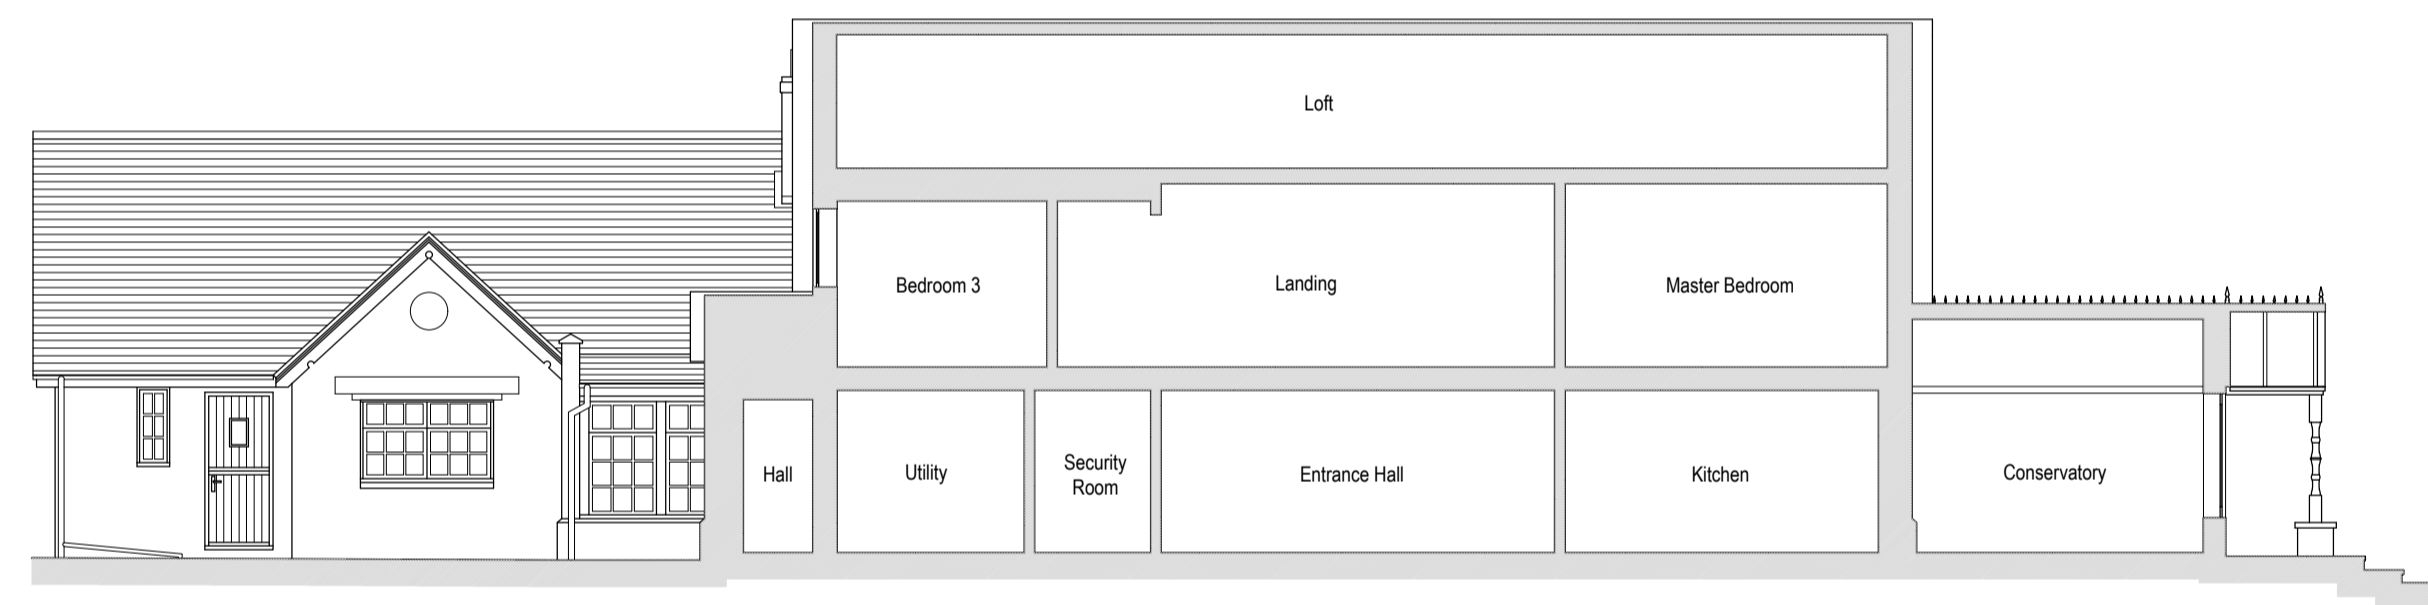 Loft
Bedroom 3
Landing
Master Bedroom
Hall
Utility
Security
Room
Entrance Hall
Kitchen
Conservatory